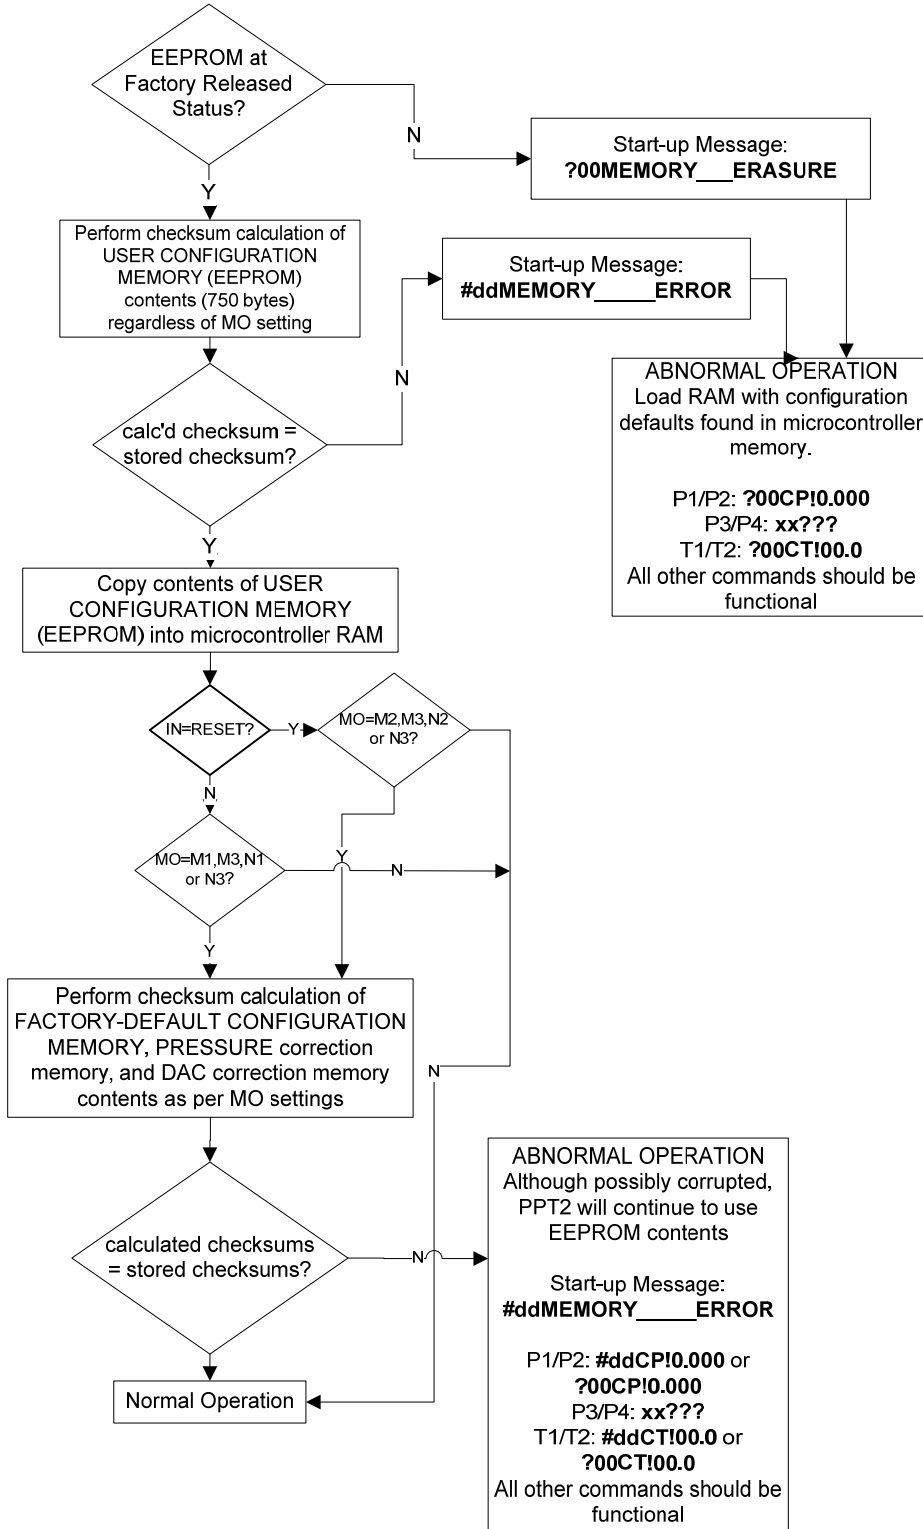 EEPROM at
Factory Released
Status?
N
Y
Start-up Message:
?00MEMORY___ERASURE
Perform checksum calculation of
USER CONFIGURATION
MEMORY (EEPROM)
contents (750 bytes)
regardless of MO setting
Start-up Message:
#ddMEMORY_____ERROR
N
calc'd checksum =
stored checksum?
Y
ABNORMAL OPERATION
Load RAM with configuration
defaults found in microcontroller
memory.
P1/P2: ?00CP!0.000
P3/P4: xx???
T1/T2: ?00CT!00.0
All other commands should be
functional
Copy contents of USER
CONFIGURATION MEMORY
(EEPROM) into microcontroller RAM
IN=RESET?
Y
MO=M2,M3,N2
or N3?
N
Y
MO=M1,M3,N1
or N3?
N
Y
Perform checksum calculation of
FACTORY-DEFAULT CONFIGURATION
MEMORY, PRESSURE correction
memory, and DAC correction memory
contents as per MO settings
N
calculated checksums
= stored checksums?
N
Normal Operation
ABNORMAL OPERATION
Although possibly corrupted,
PPT2 will continue to use
EEPROM contents
Start-up Message:
#ddMEMORY_____ERROR
P1/P2: #ddCP!0.000 or
?00CP!0.000
P3/P4: xx???
T1/T2: #ddCT!00.0 or
?00CT!00.0
All other commands should be
functional